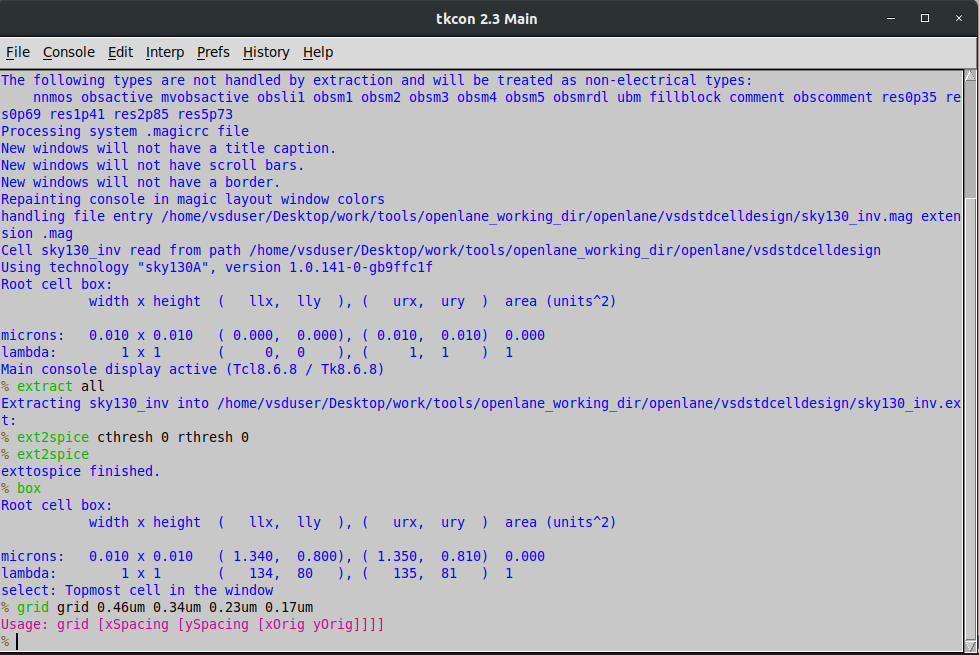 tkcon 2.3 Main
File Console Edit Interp Prefs History Help
The following types are not handled by extraction and will be treated as non-electrical types:
    nnmos obsactive mvobsactive obsli1 obsm1 obsm2 obsm3 obsm4 obsm5 obsmrdl ubm fillblock comment obscomment res0p35 re
s0p69 res1p41 res2p85 res5p73
Processing system .magicrc file
New windows will not have a title caption.
New windows will not have scroll bars.
New windows will not have a border.
Repainting console in magic layout window colors
handling file entry /home/vsduser/Desktop/work/tools/openlane_working_dir/openlane/vsdstdcelldesign/sky130_inv.mag exten
sion .mag
Cell sky130_inv read from path /home/vsduser/Desktop/work/tools/openlane_working_dir/openlane/vsdstdcelldesign
Using technology "sky130A", version 1.0.141-0-gb9ffc1f
Root cell box:
           width x height  (   llx,  lly  ), (   urx,  ury  )  area (units^2)
microns:   0.010 x 0.010   ( 0.000,  0.000), ( 0.010,  0.010)  0.000
lambda:        1 x 1       (     0,  0    ), (     1,  1    )  1
Main console display active (Tcl8.6.8 / Tk8.6.8)
% extract all
Extracting sky130_inv into /home/vsduser/Desktop/work/tools/openlane_working_dir/openlane/vsdstdcelldesign/sky130_inv.ex
t:
% ext2spice cthresh 0 rthresh 0
% ext2spice
exttospice finished.
% box
Root cell box:
           width x height  (   llx,  lly  ), (   urx,  ury  )  area (units^2)
microns:   0.010 x 0.010   ( 1.340,  0.800), ( 1.350,  0.810)  0.000
lambda:        1 x 1       (   134,  80   ), (   135,  81   )  1
select: Topmost cell in the window
% grid grid 0.46um 0.34um 0.23um 0.17um
Usage: grid [xSpacing [ySpacing [xOrig yOrig]]]]
%